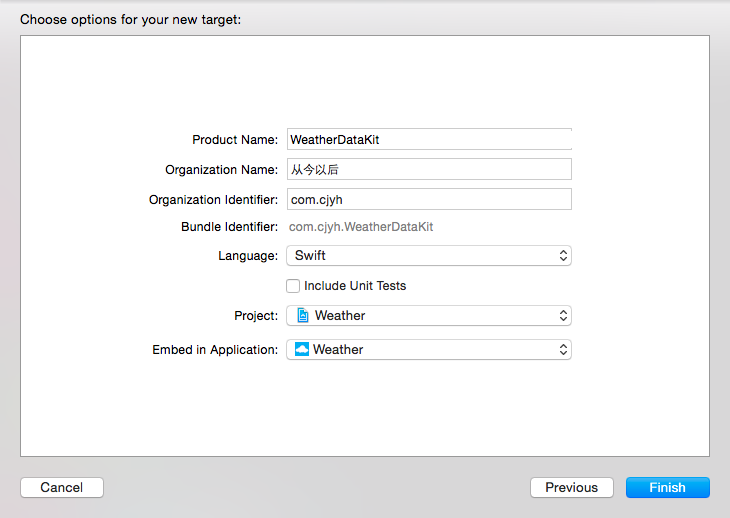 Choose options for your new target:
Product Name: WeatherDataKit
Organization Name: 从今以后
Organization Identifier: com.cjyh
Bundle Identifier: com.cjyh.WeatherDataKit
Language: Swift
Include Unit Tests
Project: Weather
Embed in Application: Weather
Cancel Previous Finish